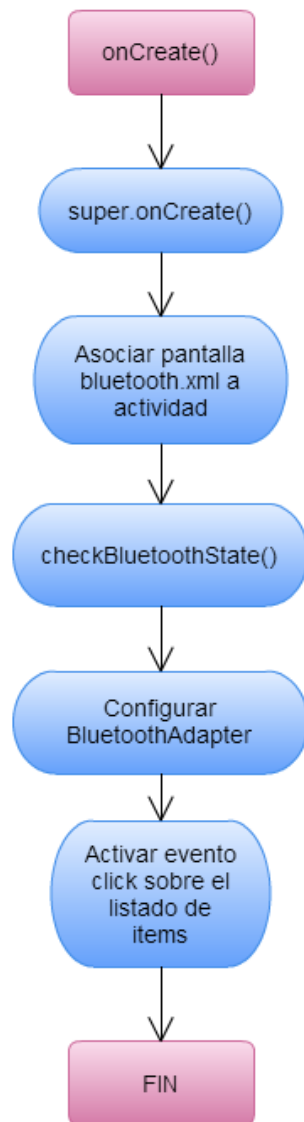 onCreate()
super.onCreate()
Asociar pantalla
bluetooth.xml a
actividad
checkBluetoothState()
Configurar
BluetoothAdapter
Activar evento
click sobre el
listado de
items
FIN